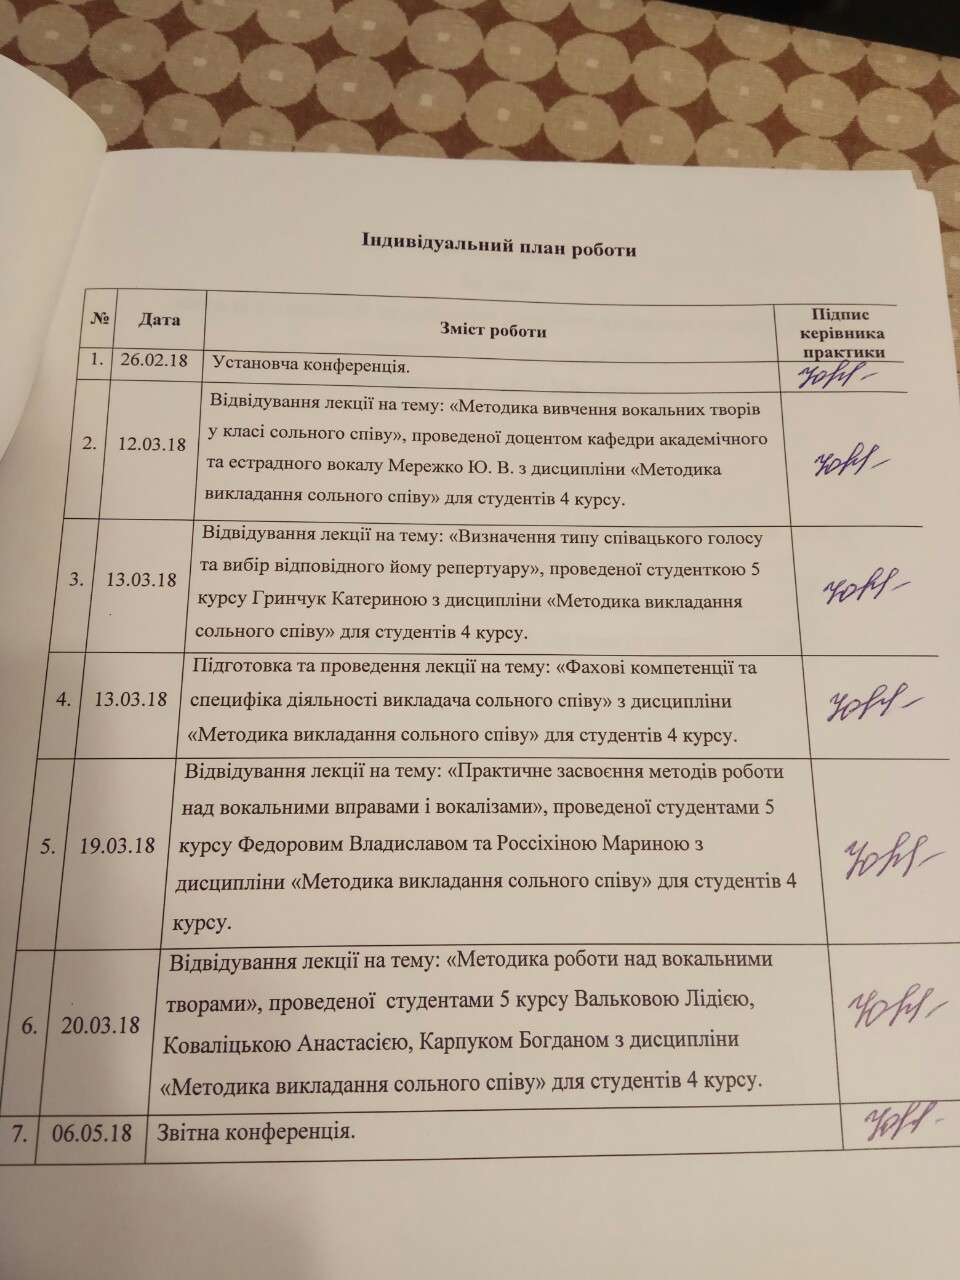 Індивідуальний план роботи
№ Дата Зміст роботи Підпис
керівника
практики
1. 26.02.18 Установча конференція.
2. 12.03.18 Відвідування лекції на тему: «Методика вивчення вокальних творів
у класі сольного співу», проведеної доцентом кафедри академічного
та естрадного вокалу Мережко Ю. В. з дисципліни «Методика
викладання сольного співу» для студентів 4 курсу.
3. 13.03.18 Відвідування лекції на тему: «Визначення типу співацького голосу
та вибір відповідного йому репертуару», проведеної студенткою 5
курсу Гринчук Катериною з дисципліни «Методика викладання
сольного співу» для студентів 4 курсу.
4. 13.03.18 Підготовка та проведення лекції на тему: «Фахові компетенції та
специфіка діяльності викладача сольного співу» з дисципліни
«Методика викладання сольного співу» для студентів 4 курсу.
5. 19.03.18 Відвідування лекції на тему: «Практичне засвоєння методів роботи
над вокальними вправами і вокалізами», проведеної студентами 5
курсу Федоровим Владиславом та Россіхіною Мариною з
дисципліни «Методика викладання сольного співу» для студентів 4
курсу.
6. 20.03.18 Відвідування лекції на тему: «Методика роботи над вокальними
творами», проведеної студентами 5 курсу Вальковою Лідією,
Коваліцькою Анастасією, Карпуком Богданом з дисципліни
«Методика викладання сольного співу» для студентів 4 курсу.
7. 06.05.18 Звітна конференція.